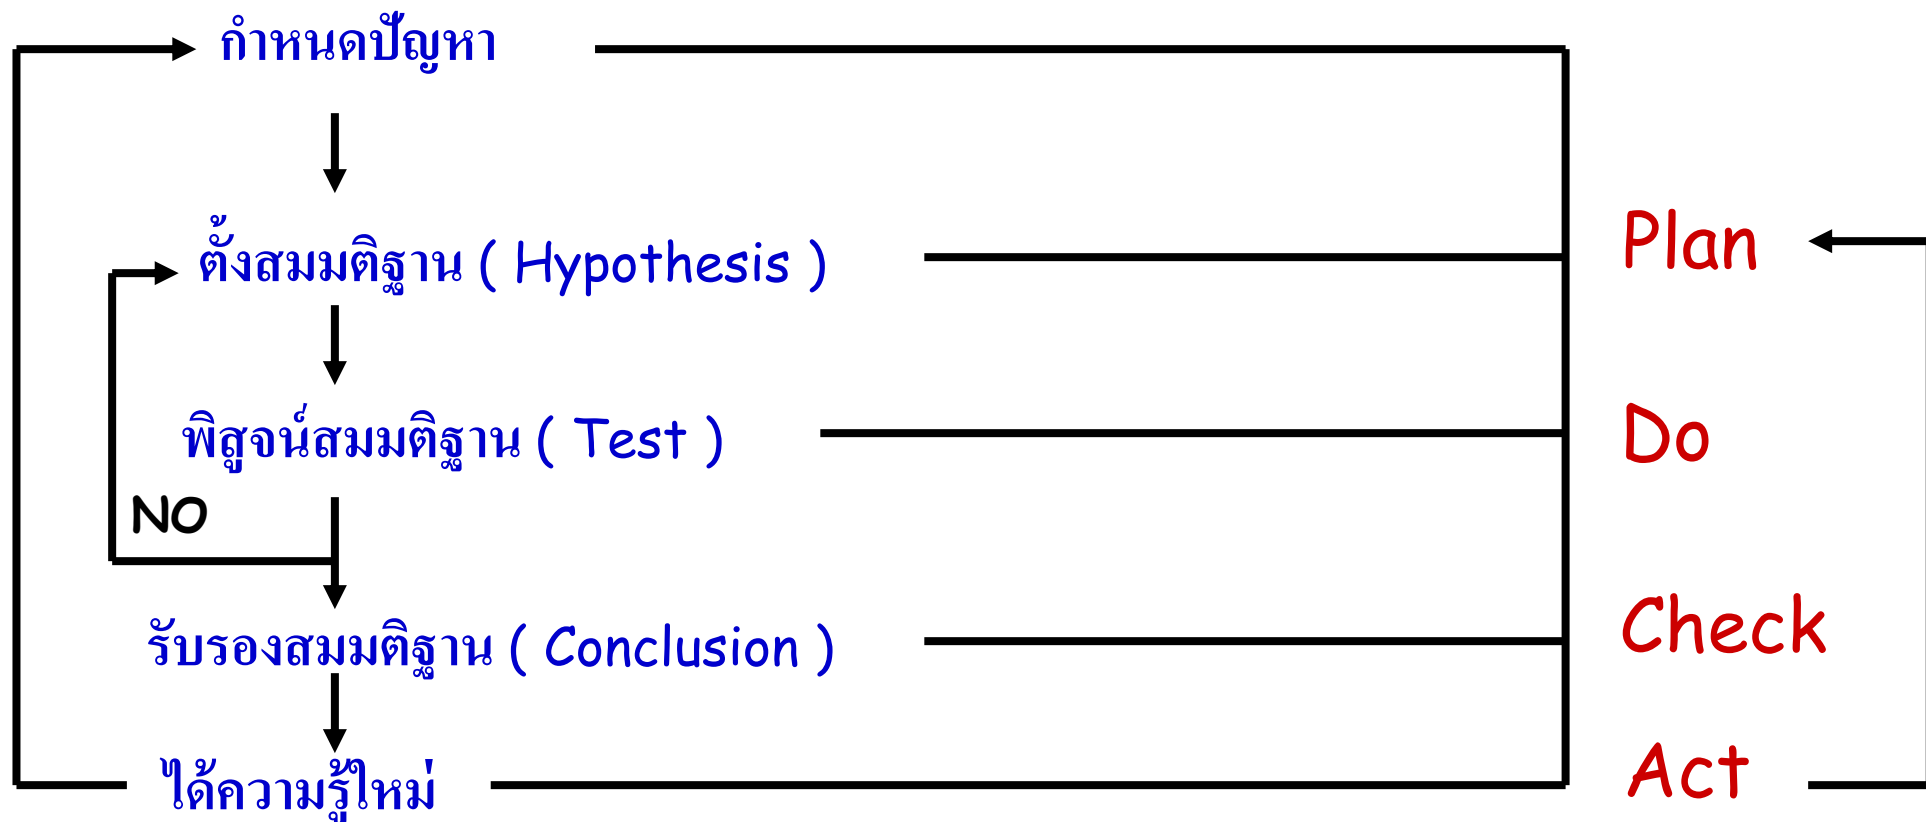 กำหนดปัญหา
ตั้งสมมติฐาน ( Hypothesis )
Plan
พิสูจน์สมมติฐาน ( Test )
Do
NO
รับรองสมมติฐาน ( Conclusion )
Check
ได้ความรู้ใหม่
Act